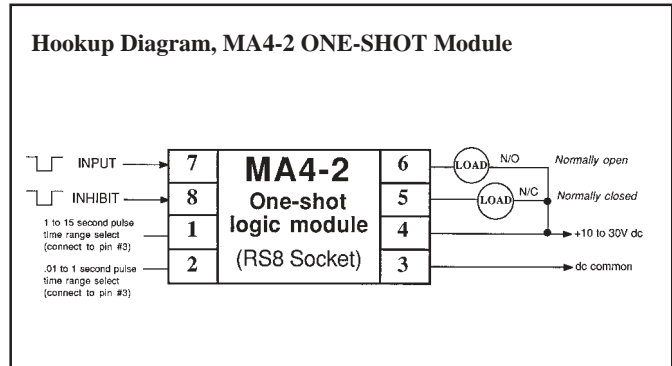 Hookup Diagram, MA4-2 ONE-SHOT Module
INPUT
INHIBIT
1 to 15 second pulse
time range select
(connect to pin #3)
.01 to 1 second pulse
time range select
(connect to pin #3)
7
8
1
2
MA4-2
One-shot
logic module
(RS8 Socket)
6
5
4
3
LOAD N/O Normally open
LOAD N/C Normally closed
+10 to 30V dc
dc common